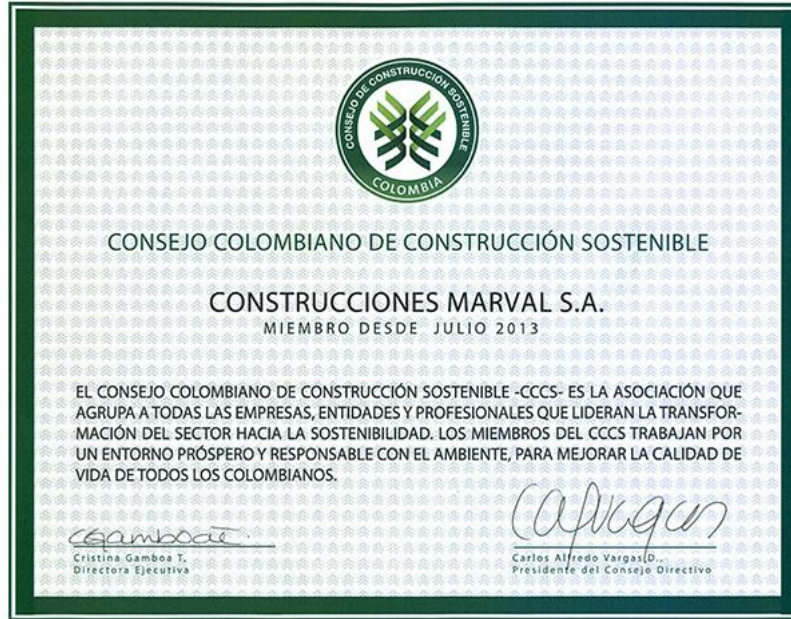 CONSEJO DE CONSTRUCCIÓN SOSTENIBLE
COLOMBIA
CONSEJO COLOMBIANO DE CONSTRUCCIÓN SOSTENIBLE
CONSTRUCCIONES MARVAL S.A.
MIEMBRO DESDE JULIO 2013
EL CONSEJO COLOMBIANO DE CONSTRUCCIÓN SOSTENIBLE -CCCS- ES LA ASOCIACIÓN QUE
AGRUPA A TODAS LAS EMPRESAS, ENTIDADES Y PROFESIONALES QUE LIDERAN LA TRANSFOR-
MACIÓN DEL SECTOR HACIA LA SOSTENIBILIDAD. LOS MIEMBROS DEL CCCS TRABAJAN POR
UN ENTORNO PRÓSPERO Y RESPONSABLE CON EL AMBIENTE, PARA MEJORAR LA CALIDAD DE
VIDA DE TODOS LOS COLOMBIANOS.
Cristina Gamboa T,
Directora Ejecutiva
Carlos Alfredo Vargas D.,
Presidente del Consejo Directivo